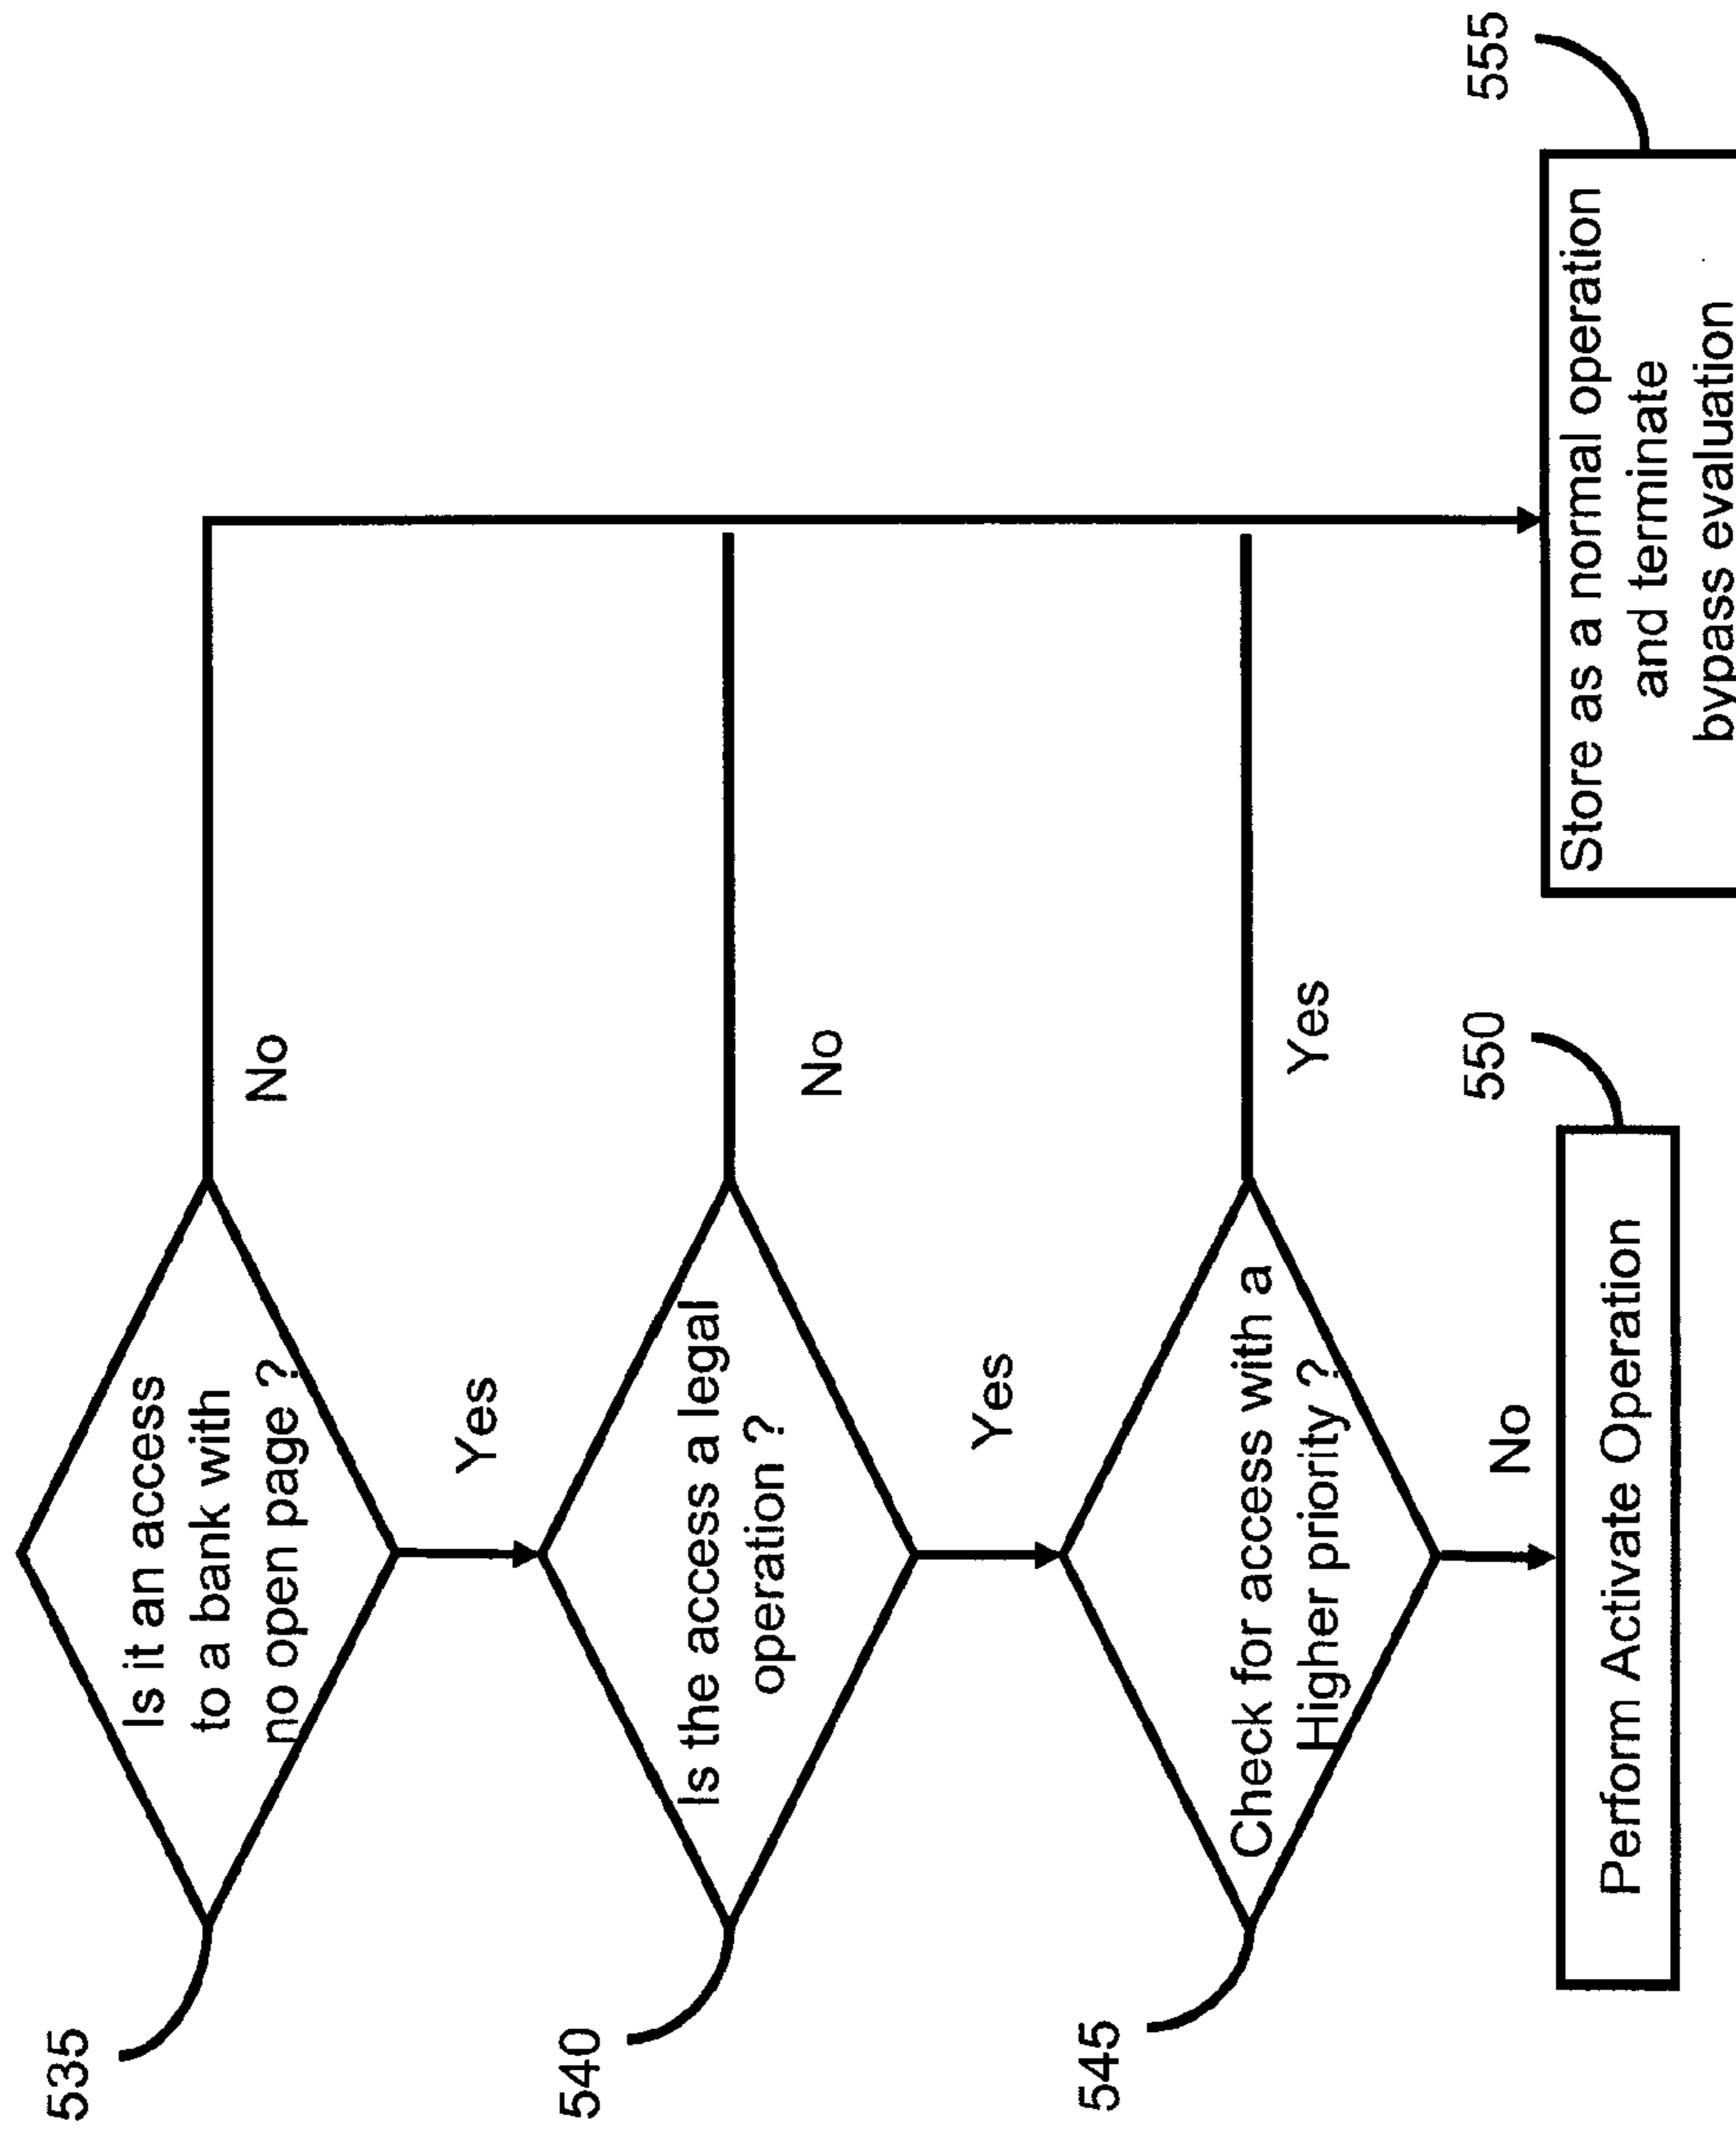 535
Is it an access
to a bank with
no open page ?
No
Yes
540
Is the access a legal
operation ?
No
Yes
545
Check for access with a
Higher priority ?
Yes
No
550
Perform Activate Operation
555
Store as a normal operation
and terminate
bypass evaluation